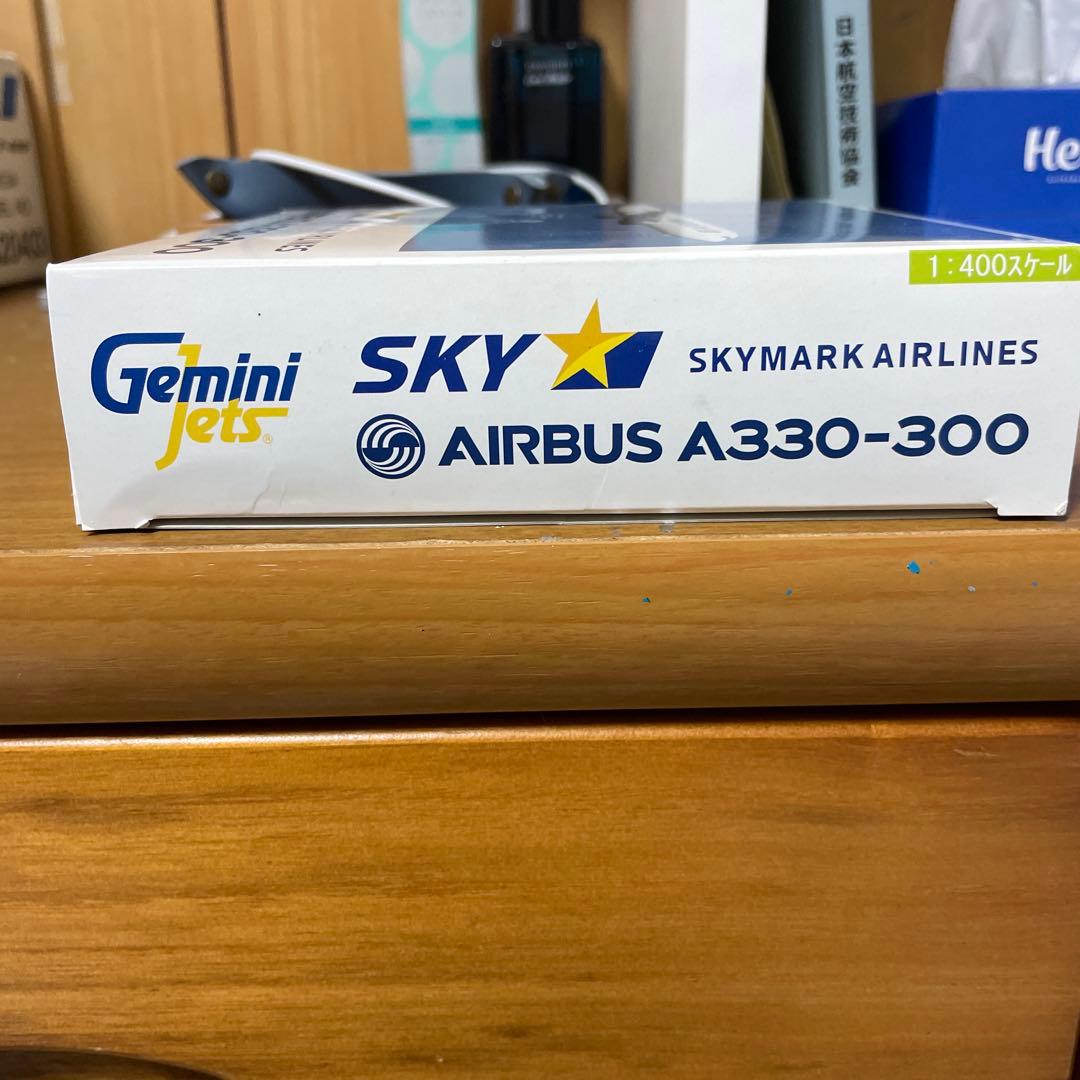 日本航空技術協会
He
1:400スケール
Gemini
Jets®
SKY
SKYMARK AIRLINES
AIRBUS A330-300